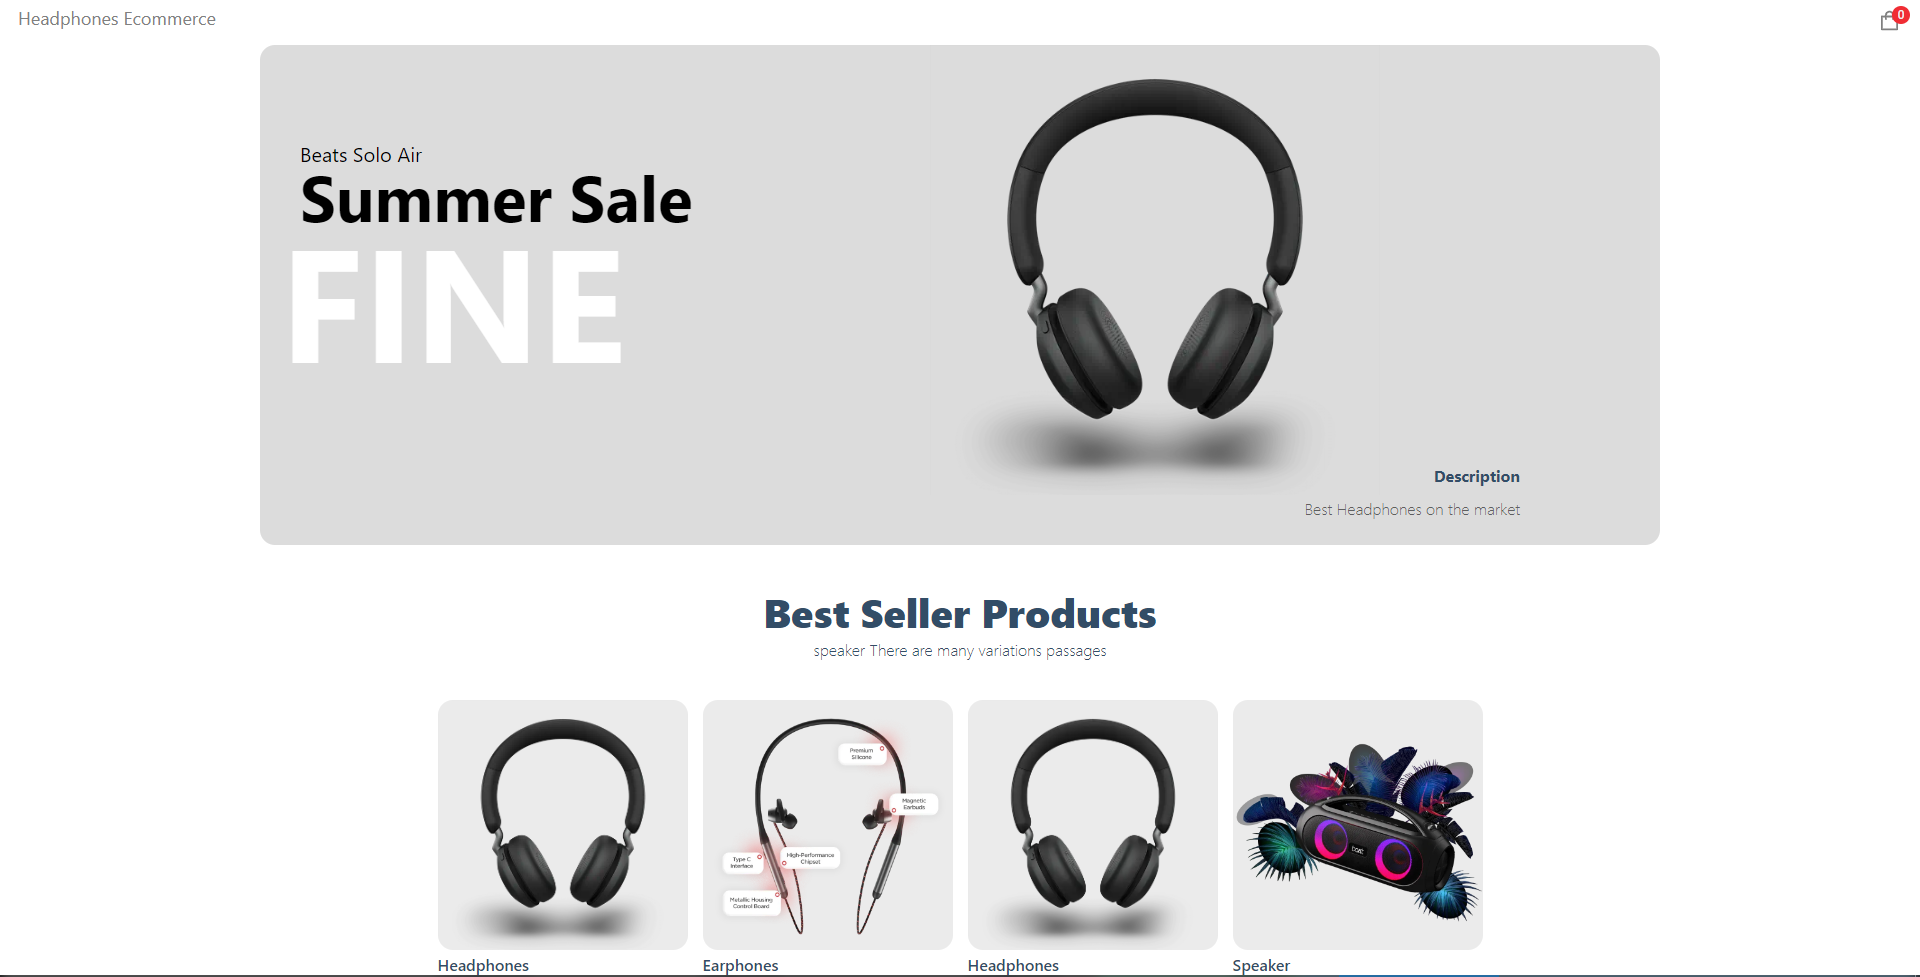 Headphones Ecommerce
0
Beats Solo Air
Summer Sale
FINE
Description
Best Headphones on the market
Best Seller Products
speaker There are many variations passages
Premium
Silicone
Magnetic
Earbuds
Type C
Interface
High-Performance
Chipset
Metallic Housing
Control Board
boAt
Headphones
Earphones
Headphones
Speaker